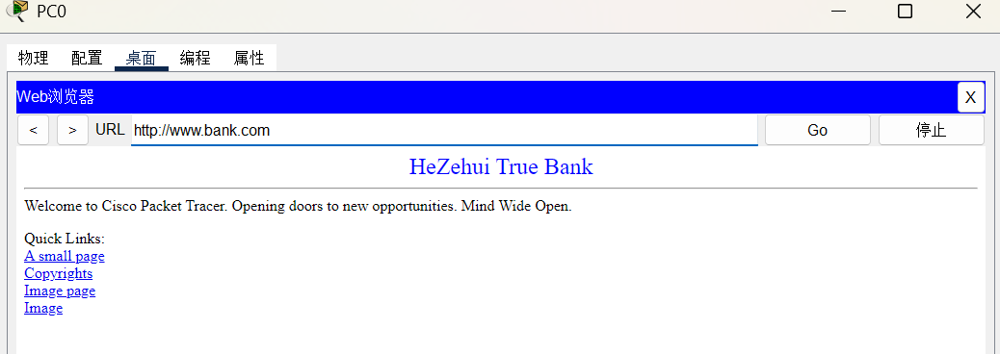 PC0
物理 配置 桌面 编程 属性
Web浏览器 X
< > URL http://www.bank.com Go 停止
HeZehui True Bank
Welcome to Cisco Packet Tracer. Opening doors to new opportunities. Mind Wide Open.
Quick Links:
A small page
Copyrights
Image page
Image